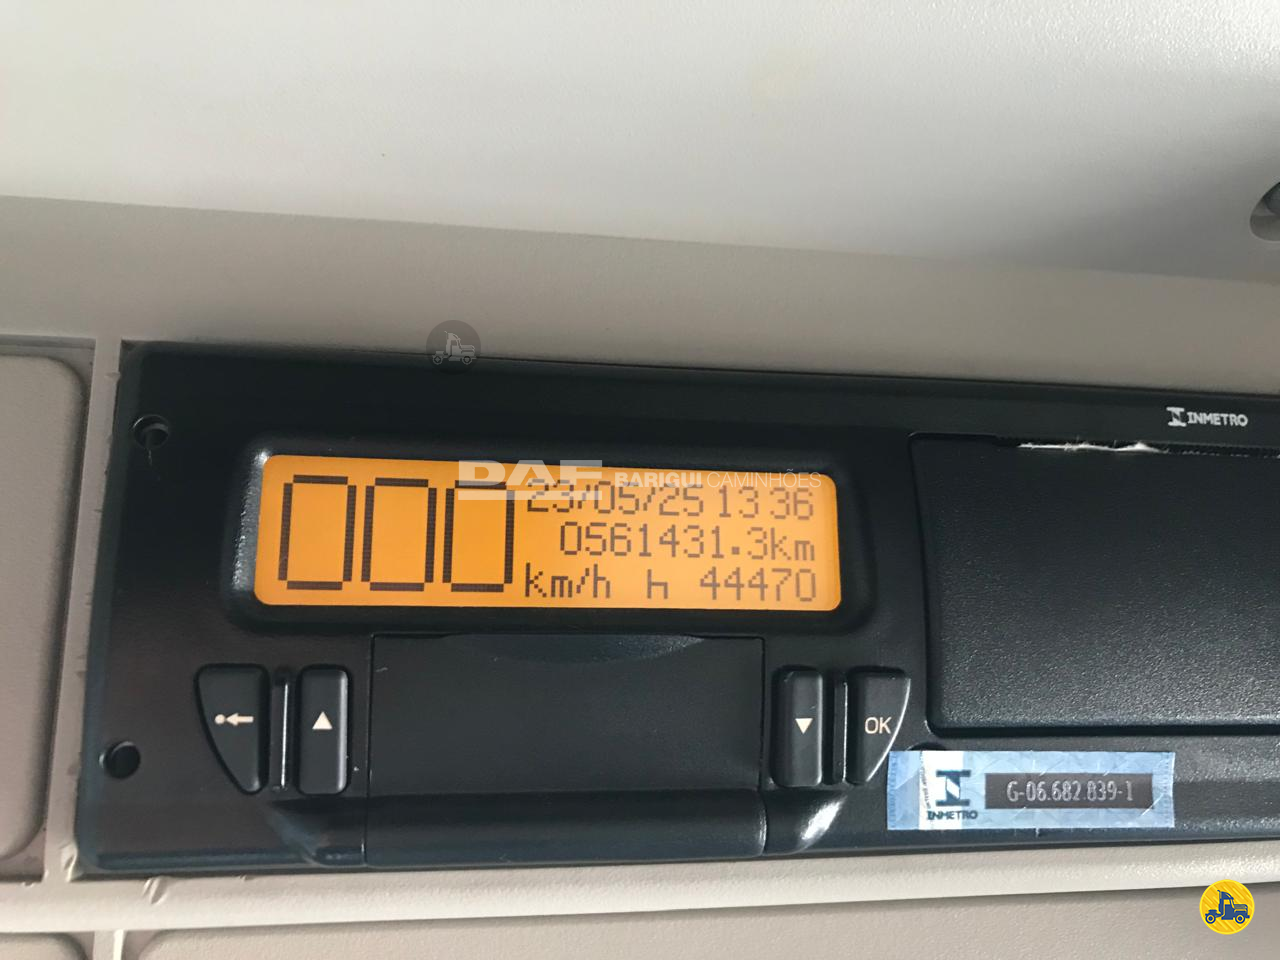 INMETRO
DAF BARIGUI CAMINHÕES
000 23/05/25 13 36
0561431.3km
km/h h 44470
OK
INMETRO G-06.682.839-1